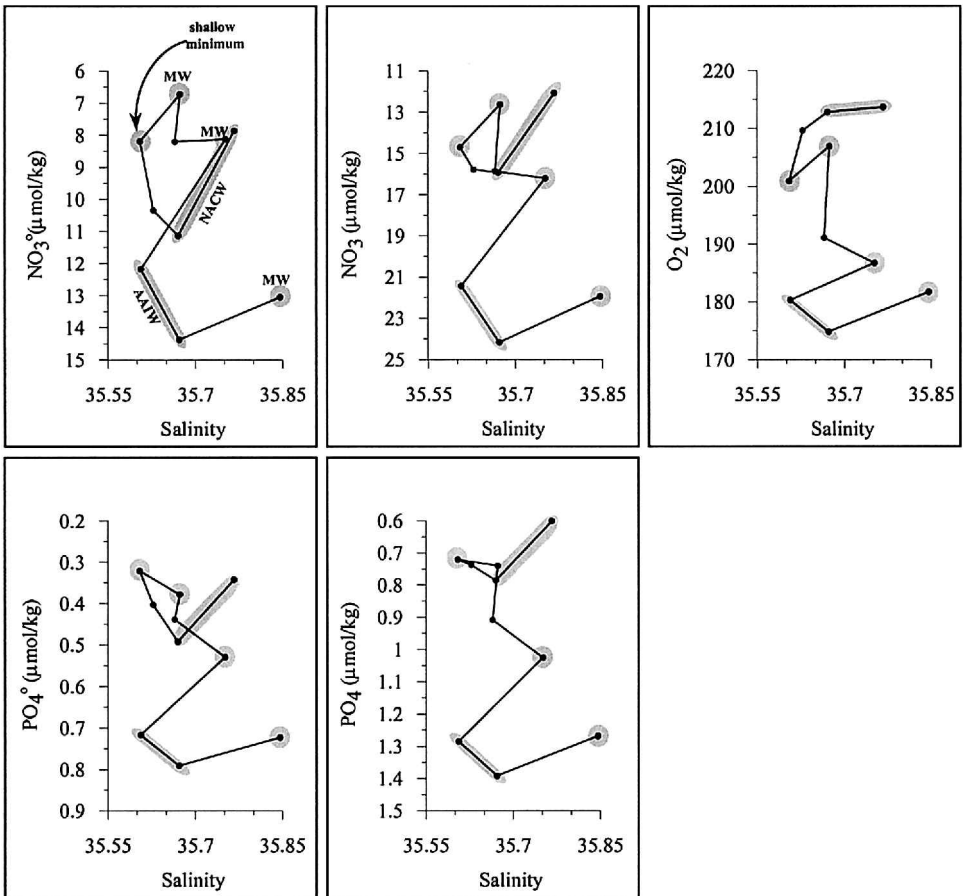 shallow
minimum
6
7
8
9
10
11
12
13
14
15
NO3° (µmol/kg)
MW
MW
NACW
AAIW
MW
35.55 35.7 35.85
Salinity
11
13
15
17
19
21
23
25
NO3 (µmol/kg)
35.55 35.7 35.85
Salinity
220
210
200
190
180
170
O2 (µmol/kg)
35.55 35.7 35.85
Salinity
0.2
0.3
0.4
0.5
0.6
0.7
0.8
0.9
PO4° (µmol/kg)
35.55 35.7 35.85
Salinity
0.6
0.7
0.8
0.9
1
1.1
1.2
1.3
1.4
1.5
PO4 (µmol/kg)
35.55 35.7 35.85
Salinity